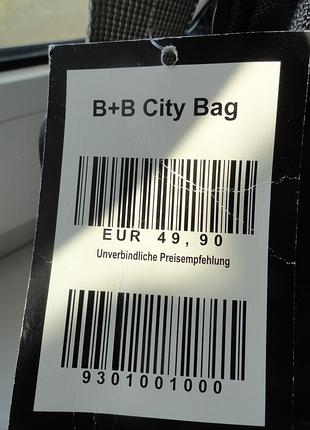 B+B City Bag
EUR 49,90
Unverbindliche Preisempfehlung
9301001000